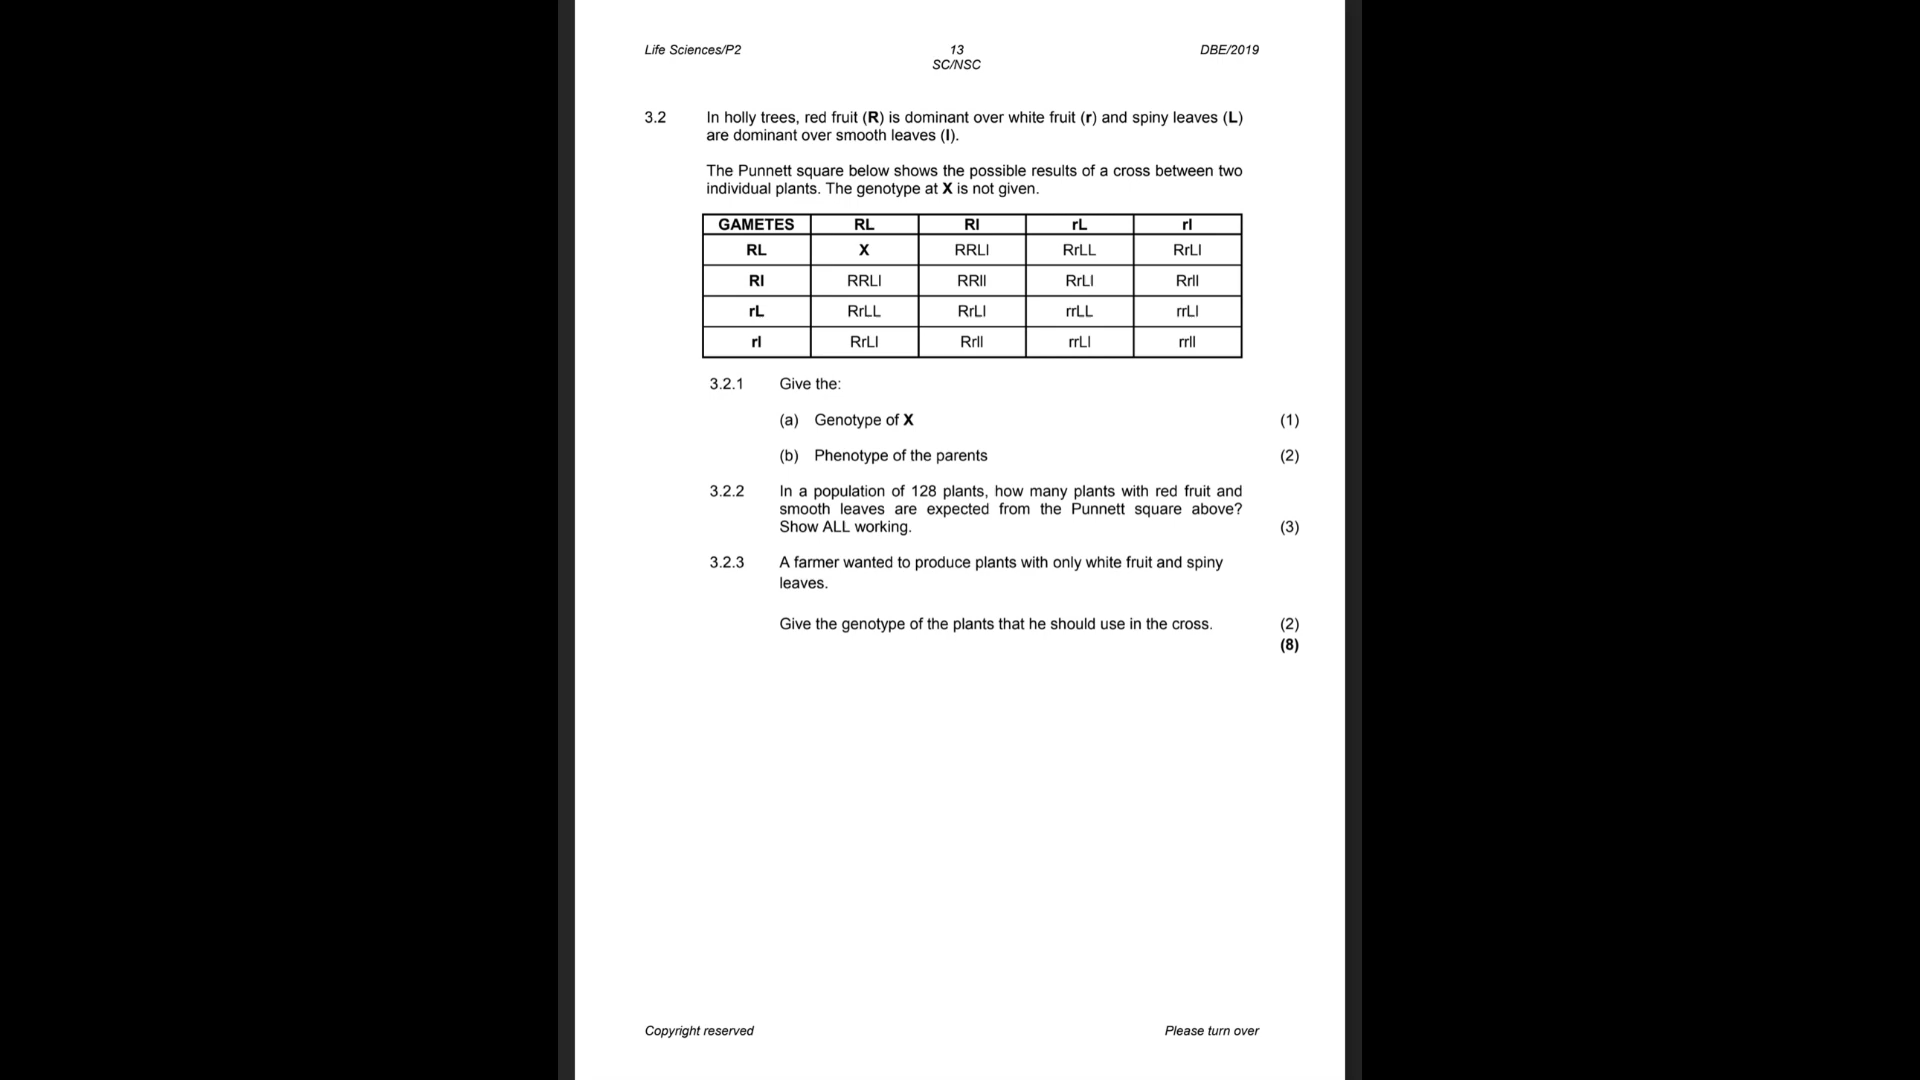 Life Sciences/P2 13 DBE/2019
SC/NSC
3.2 In holly trees, red fruit (R) is dominant over white fruit (r) and spiny leaves (L)
are dominant over smooth leaves (l).
The Punnett square below shows the possible results of a cross between two
individual plants. The genotype at X is not given.
GAMETES RL Rl rL rl
RL X RRLl RrLL RrLl
Rl RRLl RRll RrLl Rrll
rL RrLL RrLl rrLL rrLl
rl RrLl Rrll rrLl rrll
3.2.1 Give the:
(a) Genotype of X (1)
(b) Phenotype of the parents (2)
3.2.2 In a population of 128 plants, how many plants with red fruit and
smooth leaves are expected from the Punnett square above?
Show ALL working. (3)
3.2.3 A farmer wanted to produce plants with only white fruit and spiny
leaves.
Give the genotype of the plants that he should use in the cross. (2)
(8)
Copyright reserved Please turn over